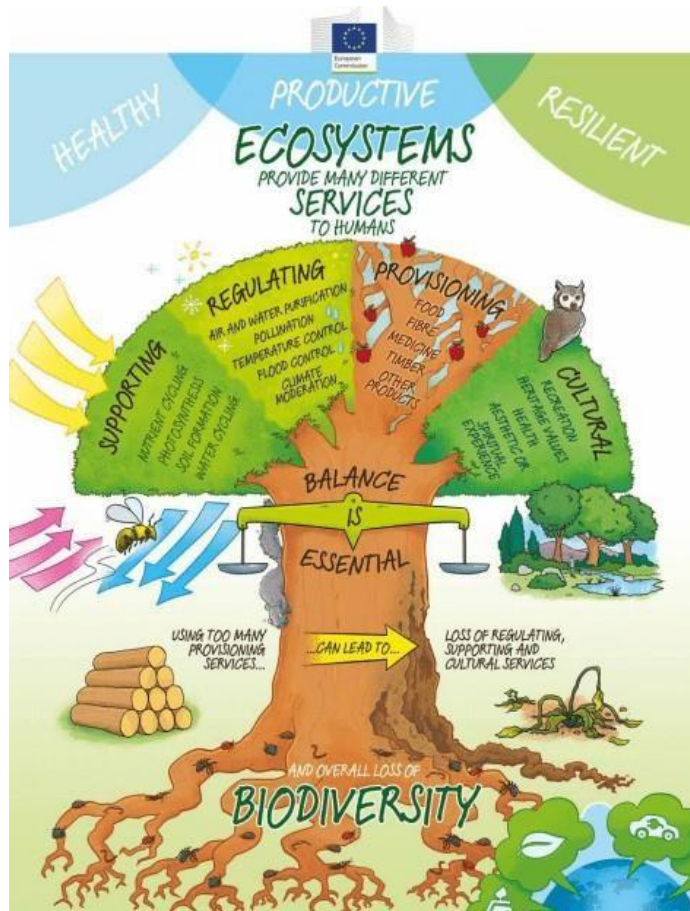 European
Commission
HEALTHY
PRODUCTIVE
RESILIENT
ECOSYSTEMS
PROVIDE MANY DIFFERENT
SERVICES
TO HUMANS
SUPPORTING
NUTRIENT CYCLING
PHOTOSYNTHESIS
SOIL FORMATION
WATER CYCLING
REGULATING
AIR AND WATER PURIFICATION
POLLINATION
TEMPERATURE CONTROL
FLOOD CONTROL
CLIMATE
MODERATION
PROVISIONING
FOOD
FIBRE
MEDICINE
TIMBER
OTHER
PRODUCTS
CULTURAL
RECREATION
HERITAGE VALUES
HEALTH
AESTHETIC OR
SPIRITUAL
EXPERIENCE
BALANCE
IS
ESSENTIAL
USING TOO MANY
PROVISIONING
SERVICES...
...CAN LEAD TO...
LOSS OF REGULATING,
SUPPORTING AND
CULTURAL SERVICES
AND OVERALL LOSS OF
BIODIVERSITY